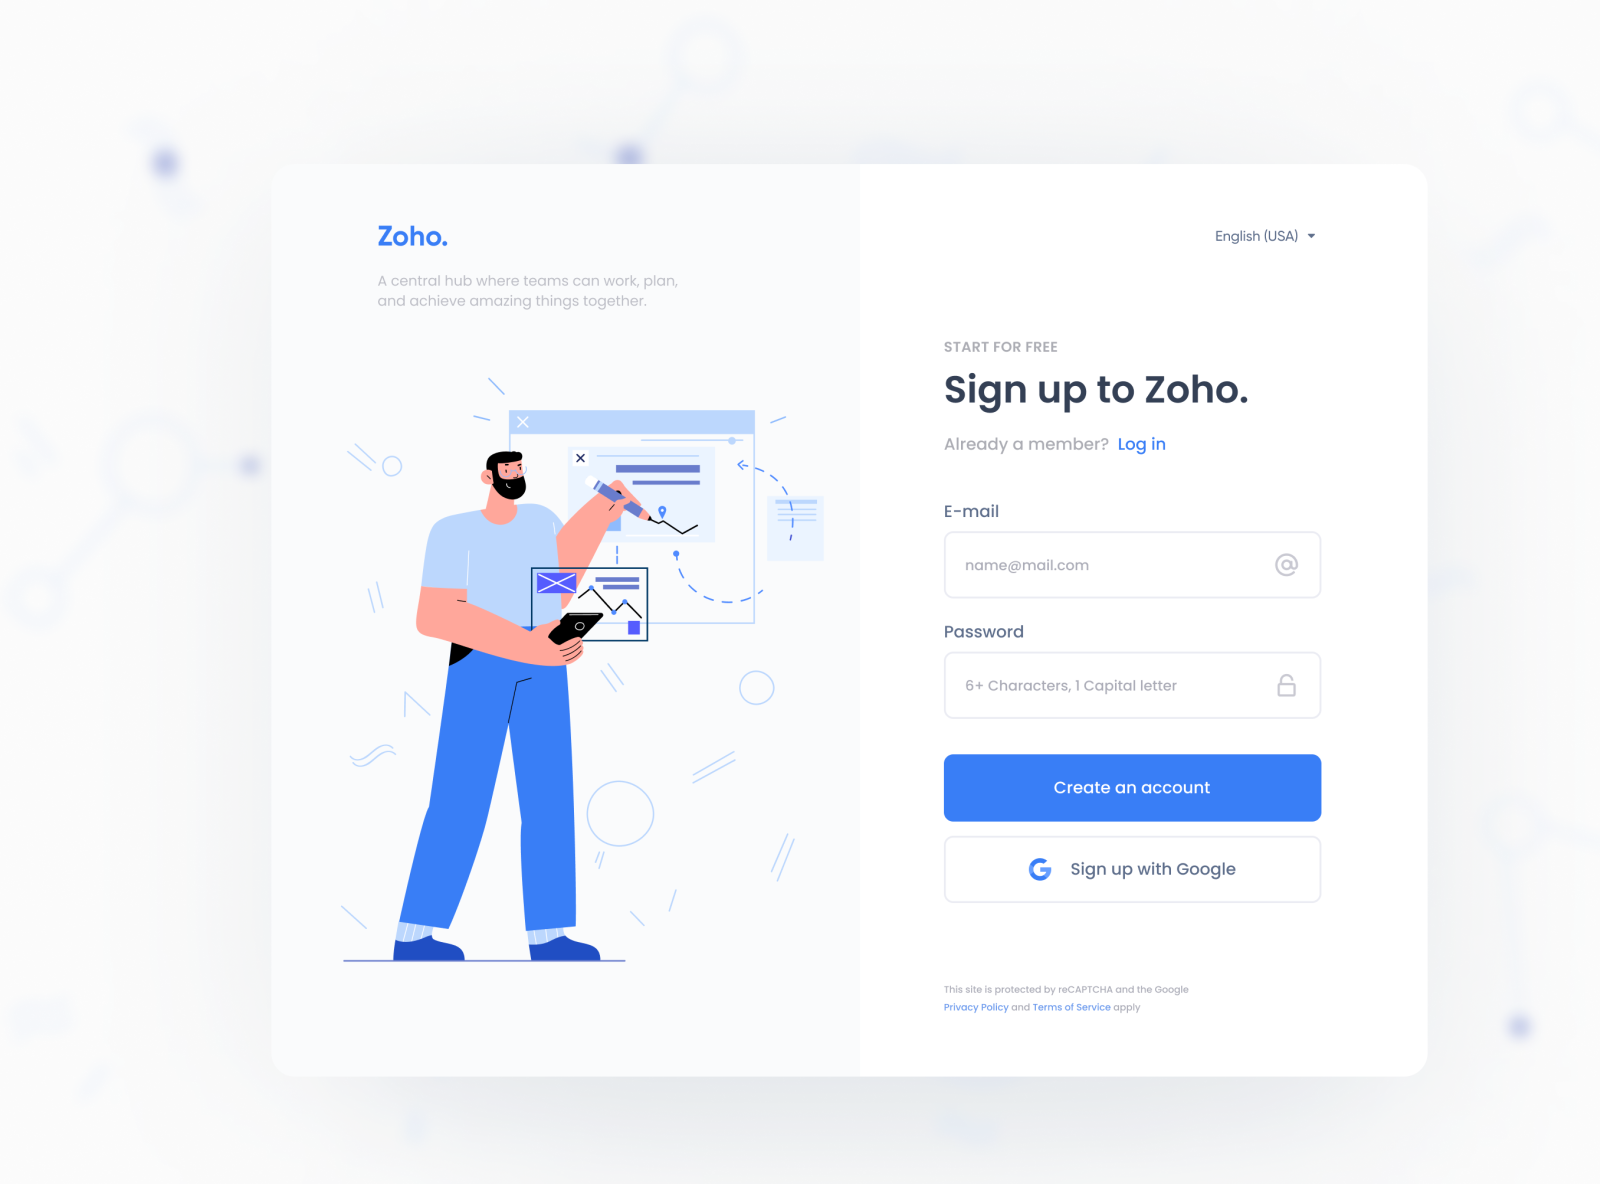 Zoho.
A central hub where teams can work, plan,
and achieve amazing things together.
English (USA)
START FOR FREE
Sign up to Zoho.
Already a member? Log in
E-mail
name@mail.com
Password
6+ Characters, 1 Capital letter
Create an account
Sign up with Google
This site is protected by reCAPTCHA and the Google
Privacy Policy and Terms of Service apply